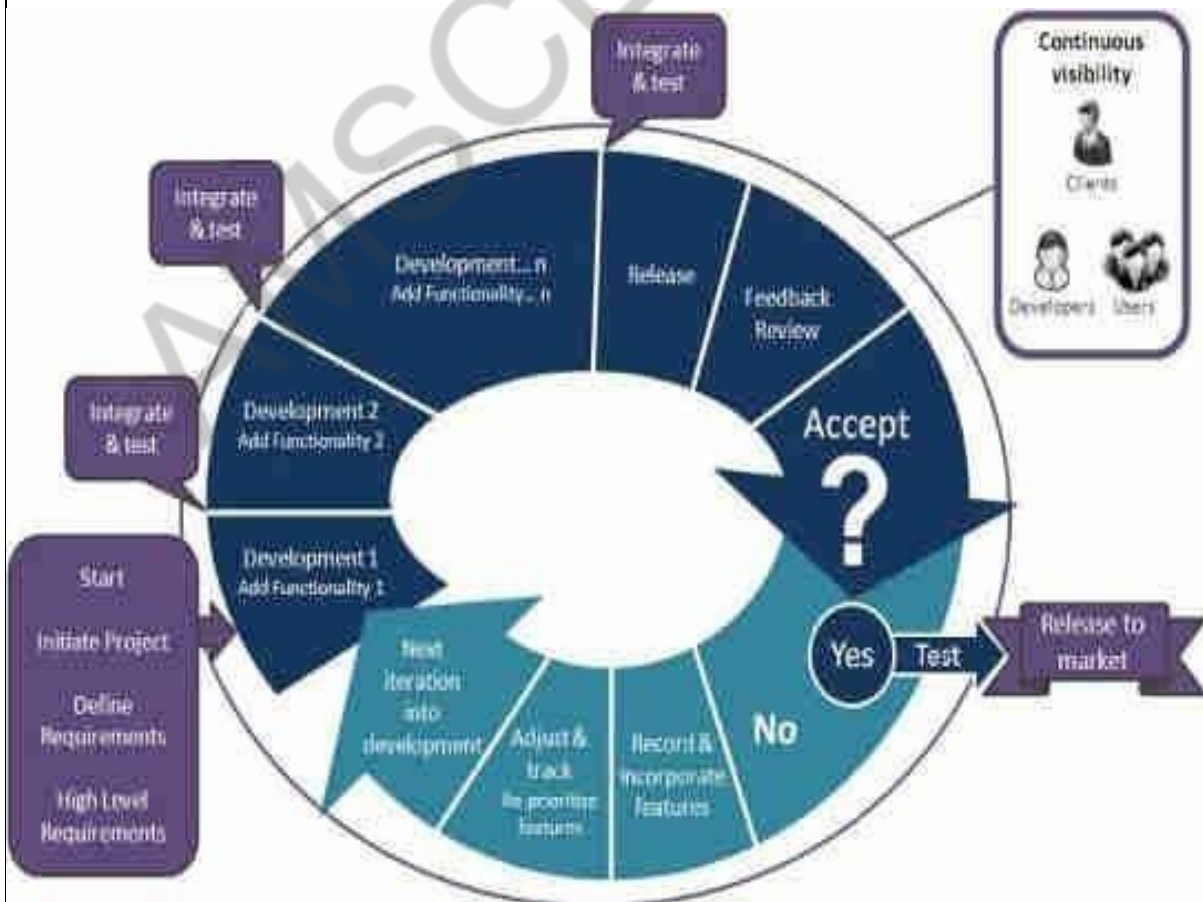 Start
Initiate Project
Define
Requirements
High Level
Requirements
Development 1
Add Functionality 1
Integrate
& test
Development 2
Add Functionality 2
Integrate
& test
Development... n
Add Functionality... n
Integrate
& test
Release
Feedback
Review
Accept
?
Yes
Test
Release to
market
No
Record &
incorporate
features
Adjust &
track
Re prioritise
features
Next
iteration
into
development
Continuous
visibility
Clients
Developers
Users